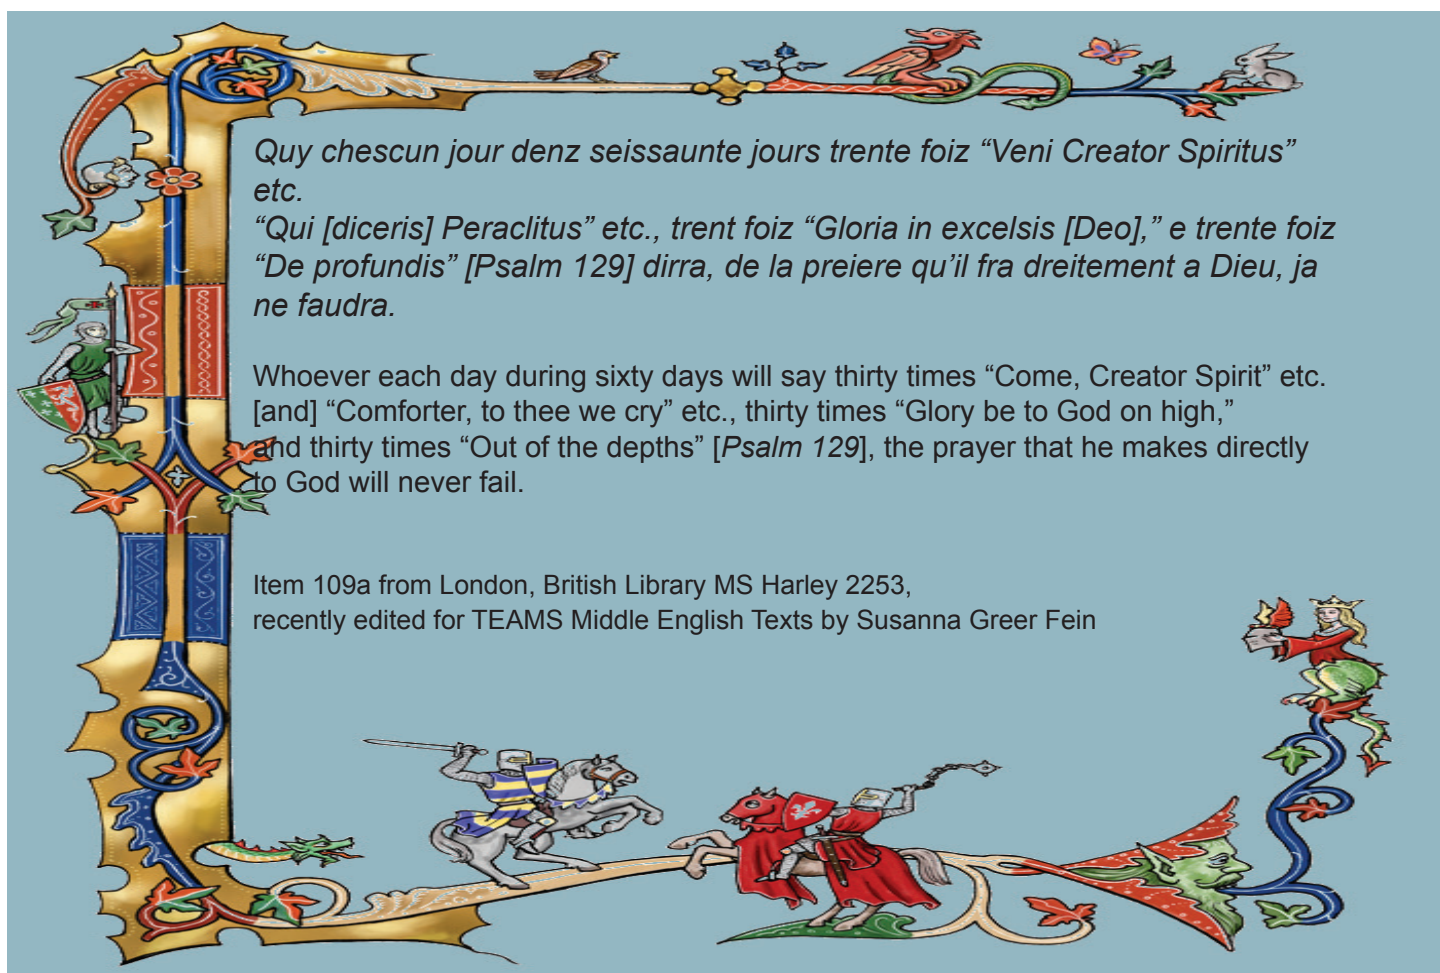 Quy chescun jour denz seissaunte jours trente foiz “Veni Creator Spiritus”
etc.
“Qui [diceris] Peraclitus” etc., trent foiz “Gloria in excelsis [Deo],” e trente foiz
“De profundis” [Psalm 129] dirra, de la preiere qu’il fra dreitement a Dieu, ja
ne faudra.
Whoever each day during sixty days will say thirty times “Come, Creator Spirit” etc.
[and] “Comforter, to thee we cry” etc., thirty times “Glory be to God on high,”
and thirty times “Out of the depths” [Psalm 129], the prayer that he makes directly
to God will never fail.
Item 109a from London, British Library MS Harley 2253,
recently edited for TEAMS Middle English Texts by Susanna Greer Fein